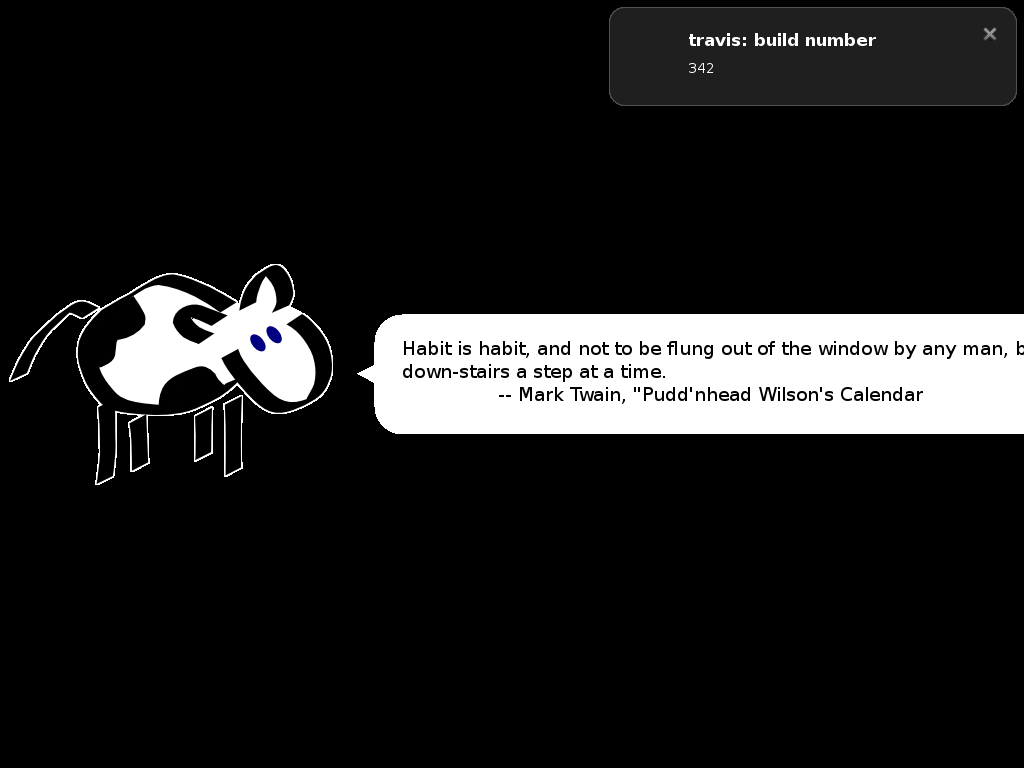 travis: build number
342
Habit is habit, and not to be flung out of the window by any man,
down-stairs a step at a time.
-- Mark Twain, "Pudd'nhead Wilson's Calendar